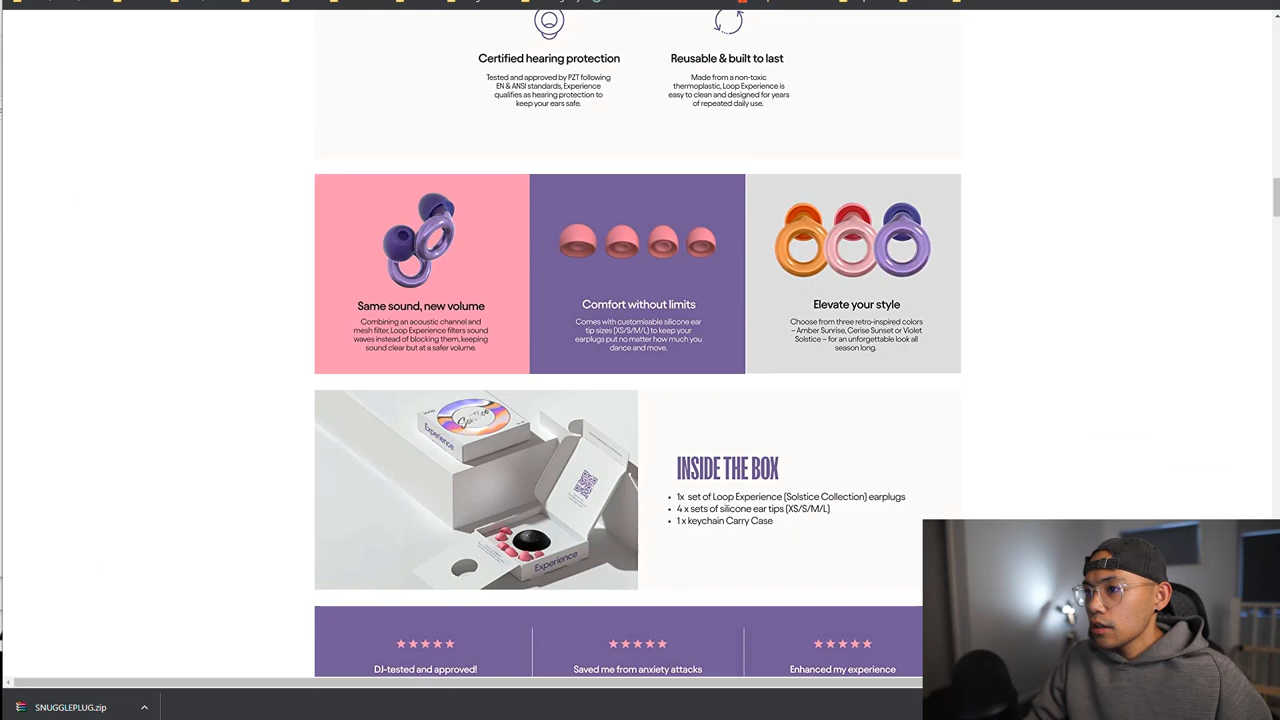 Certified hearing protection
Tested and approved by PZT following
EN & ANSI standards, Experience
qualifies as hearing protection to
keep your ears safe.
Reusable & built to last
Made from a non-toxic
thermoplastic, Loop Experience is
easy to clean and designed for years
of repeated daily use.
Same sound, new volume
Combining an acoustic channel and
mesh filter, Loop Experience filters sound
waves instead of blocking them, keeping
sound clear but at a safer volume.
Comfort without limits
Comes with customisable silicone ear
tip sizes (XS/S/M/L) to keep your
earplugs put no matter how much you
dance and move.
Elevate your style
Choose from three retro-inspired colors
– Amber Sunrise, Cerise Sunset or Violet
Solstice – for an unforgettable look all
season long.
loop
Experience
Experience
INSIDE THE BOX
• 1x set of Loop Experience (Solstice Collection) earplugs
• 4 x sets of silicone ear tips (XS/S/M/L)
• 1 x keychain Carry Case
DJ-tested and approved!
Saved me from anxiety attacks
Enhanced my experience
SNUGGLEPLUG.zip